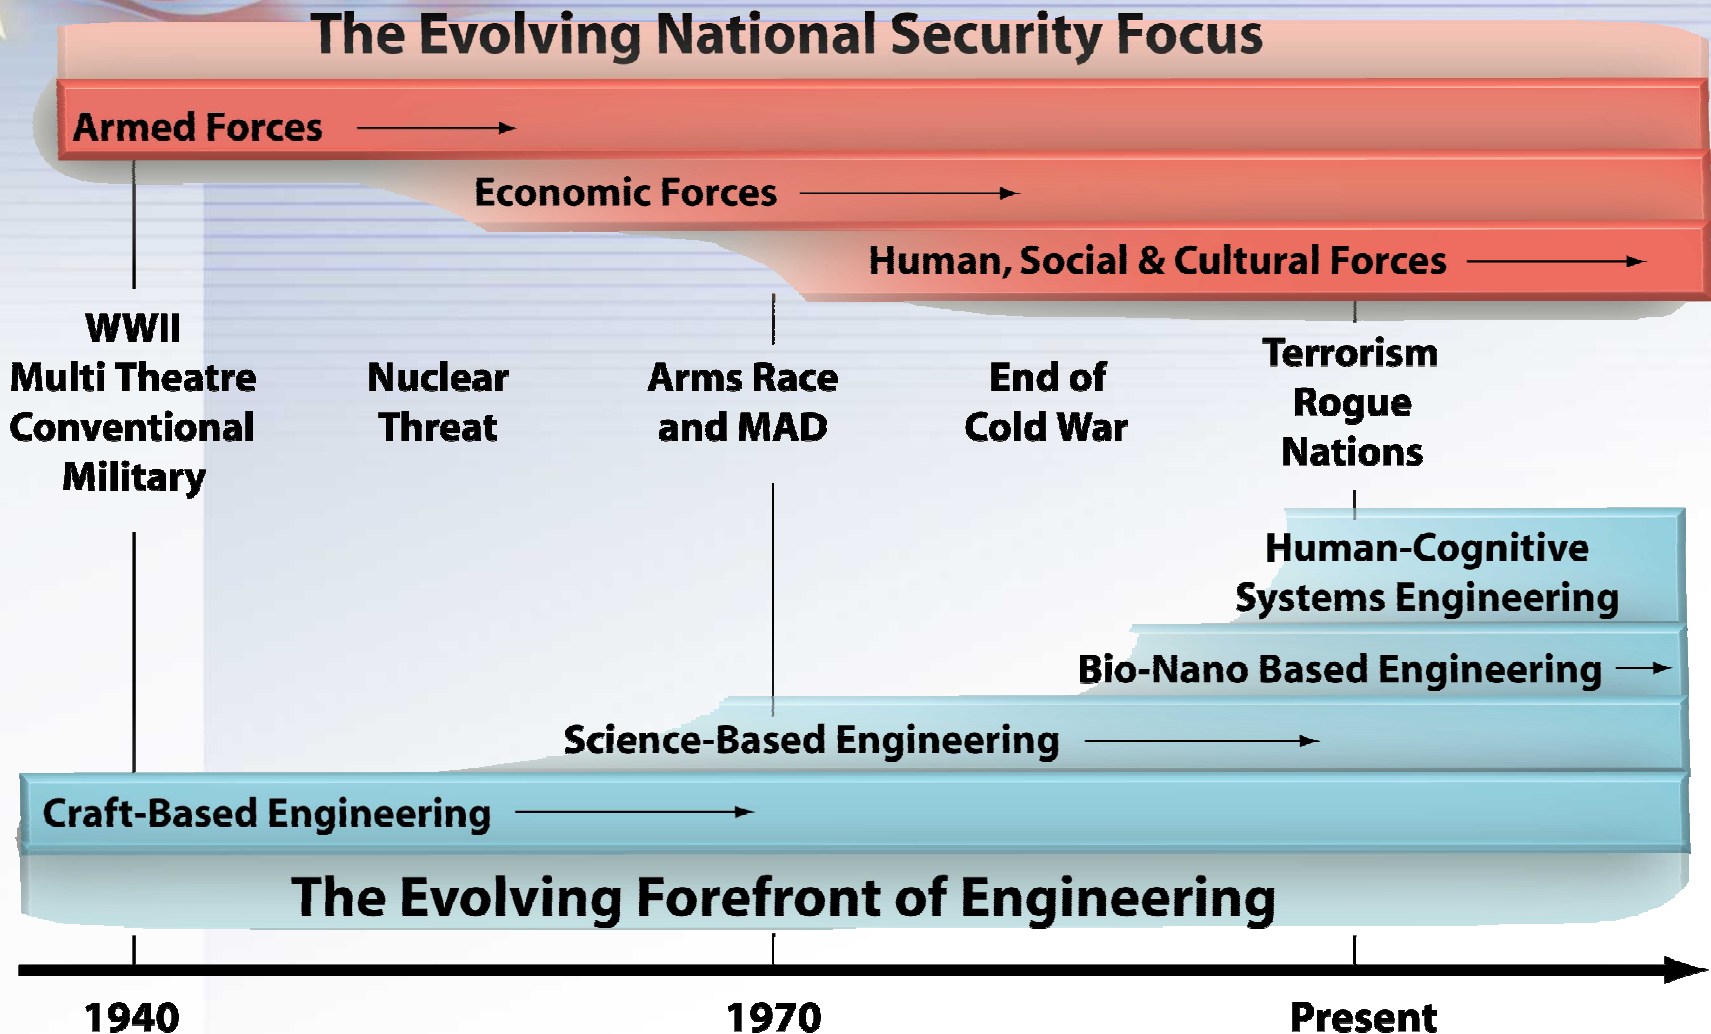 The Evolving National Security Focus
Armed Forces
Economic Forces
Human, Social & Cultural Forces
WWII
Multi Theatre
Conventional
Military
Nuclear
Threat
Arms Race
and MAD
End of
Cold War
Terrorism
Rogue
Nations
Human-Cognitive
Systems Engineering
Bio-Nano Based Engineering
Science-Based Engineering
Craft-Based Engineering
The Evolving Forefront of Engineering
1940
1970
Present